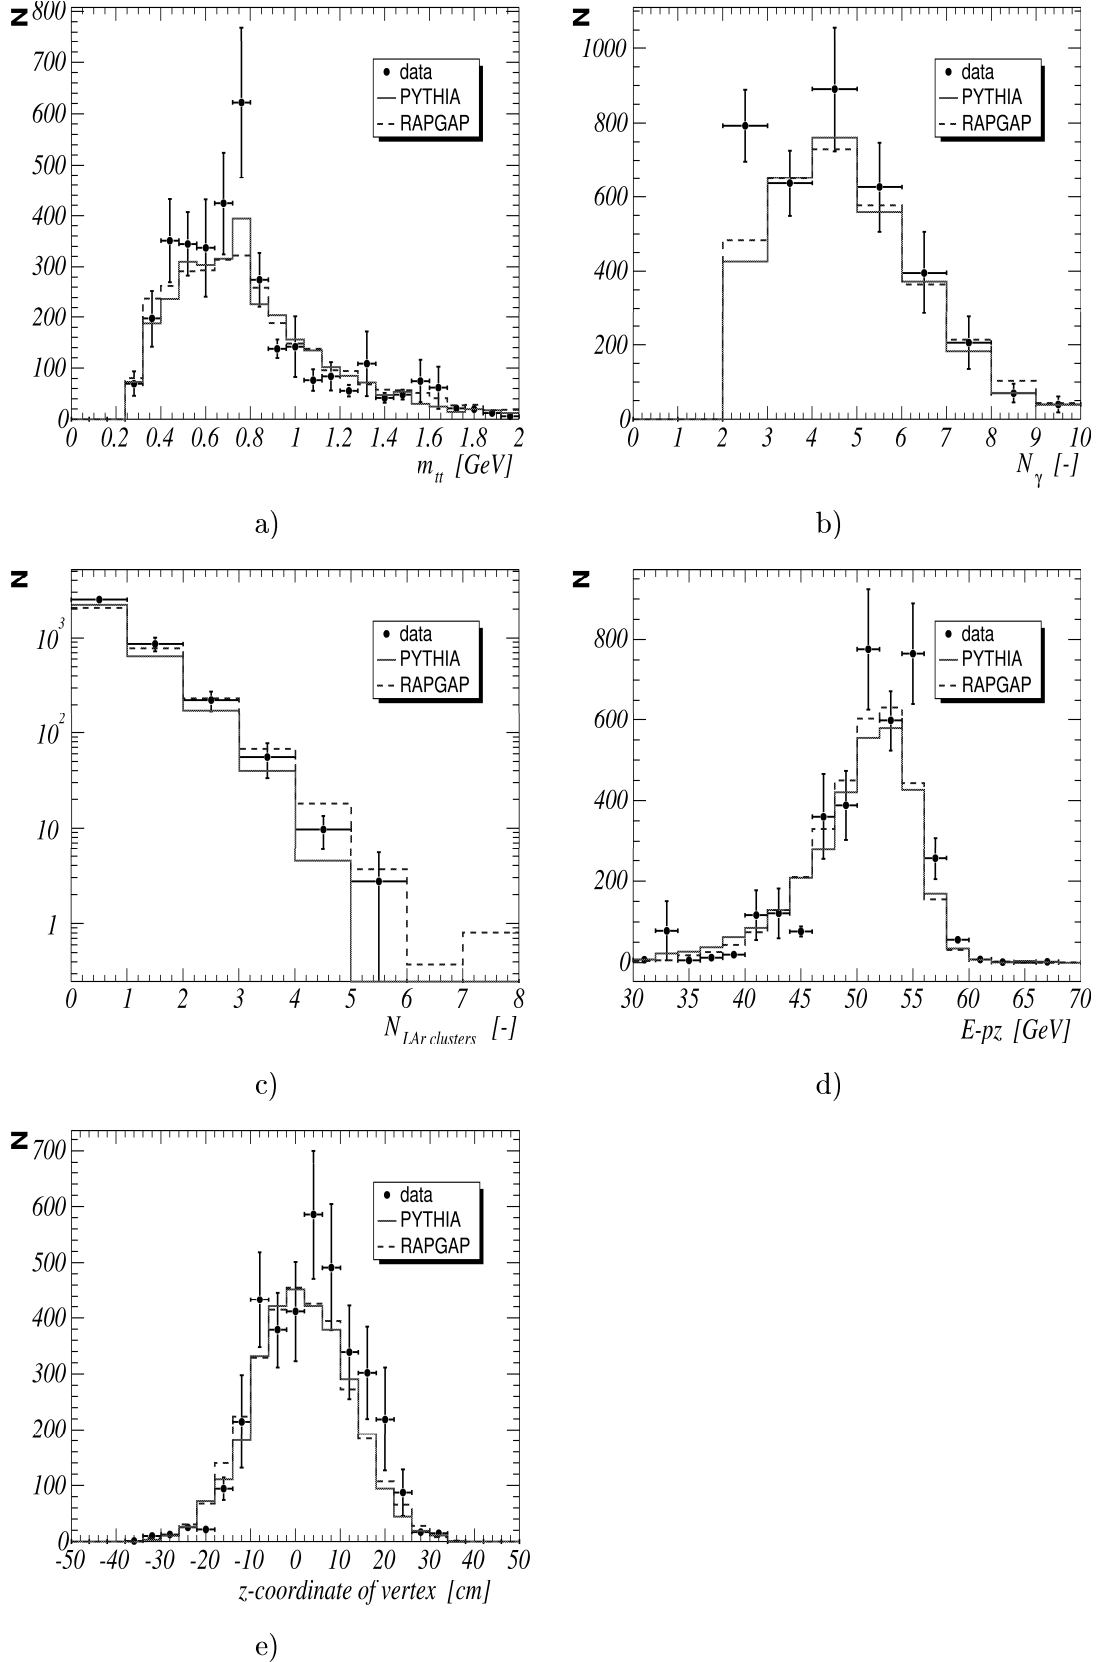 N
800
700
600
500
400
300
200
100
0
0 0.2 0.4 0.6 0.8 1 1.2 1.4 1.6 1.8 2
m tt [GeV]
data
PYTHIA
RAPGAP
a)
N
1000
800
600
400
200
0
0 1 2 3 4 5 6 7 8 9 10
N γ [-]
data
PYTHIA
RAPGAP
b)
N
10 3
10 2
10
1
0 1 2 3 4 5 6 7 8
N LAr clusters [-]
data
PYTHIA
RAPGAP
c)
N
800
600
400
200
0
30 35 40 45 50 55 60 65 70
E-pz [GeV]
data
PYTHIA
RAPGAP
d)
N
700
600
500
400
300
200
100
0
-50 -40 -30 -20 -10 0 10 20 30 40 50
z-coordinate of vertex [cm]
data
PYTHIA
RAPGAP
e)